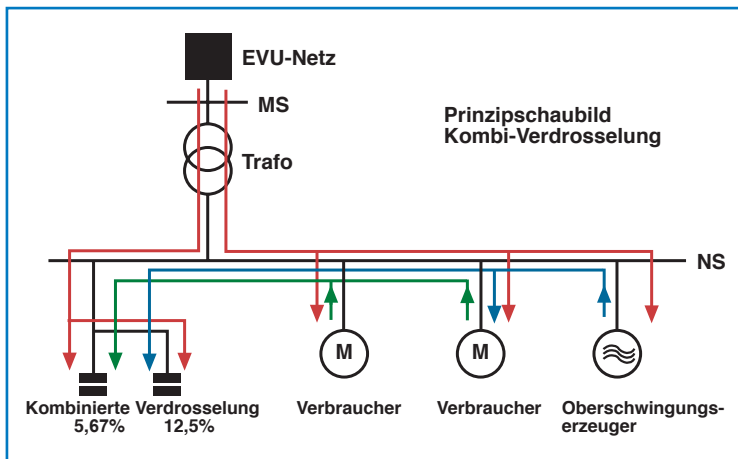 EVU-Netz
MS
Prinzipschaubild
Kombi-Verdrosselung
Trafo
NS
M
M
Kombinierte Verdrosselung
5,67% 12,5%
Verbraucher
Verbraucher
Oberschwingungs-
erzeuger